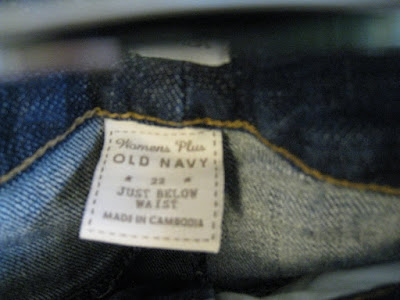 Womens Plus
OLD NAVY
* 22 *
JUST BELOW
WAIST
MADE IN CAMBODIA